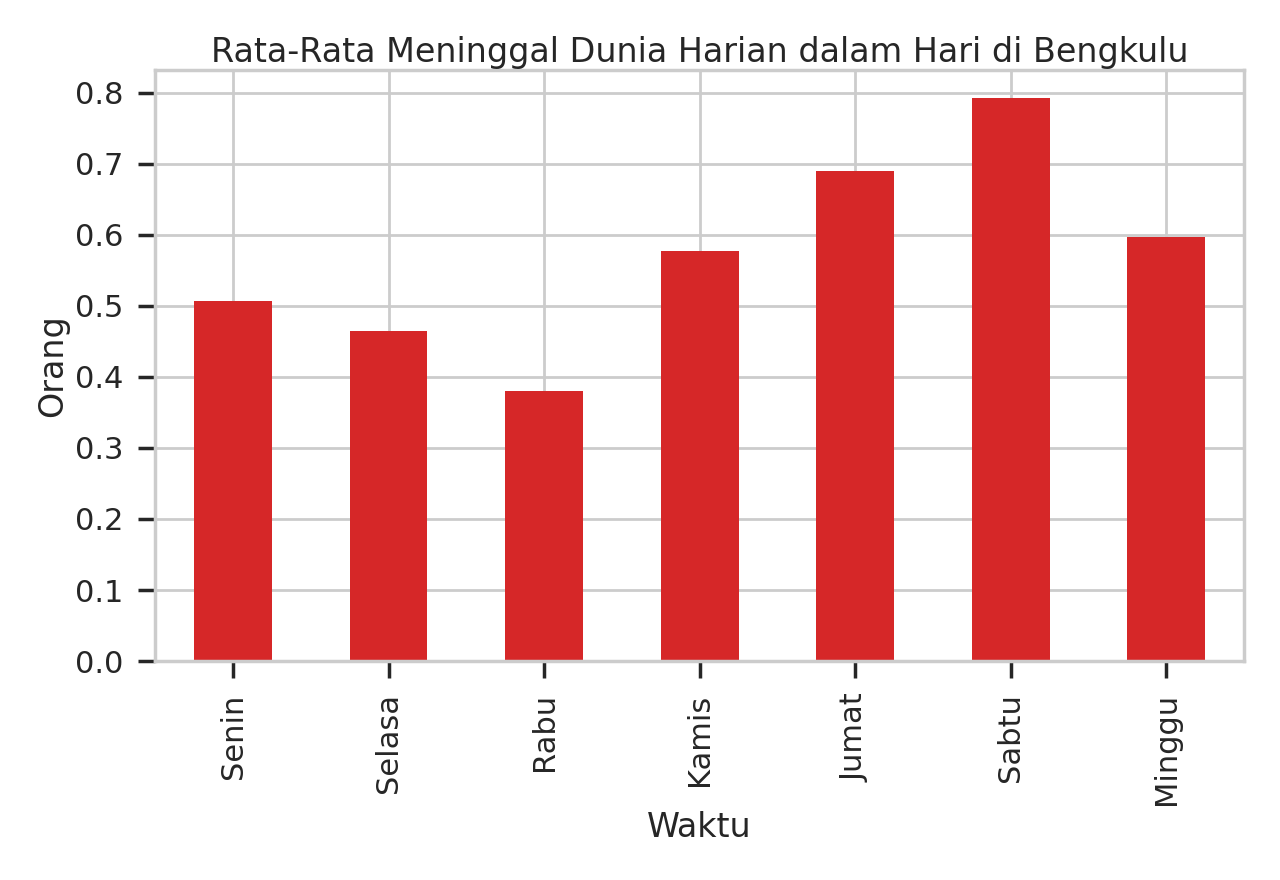 Rata-Rata Meninggal Dunia Harian dalam Hari di Bengkulu
Orang
0.8
0.7
0.6
0.5
0.4
0.3
0.2
0.1
0.0
Senin
Selasa
Rabu
Kamis
Jumat
Sabtu
Minggu
Waktu